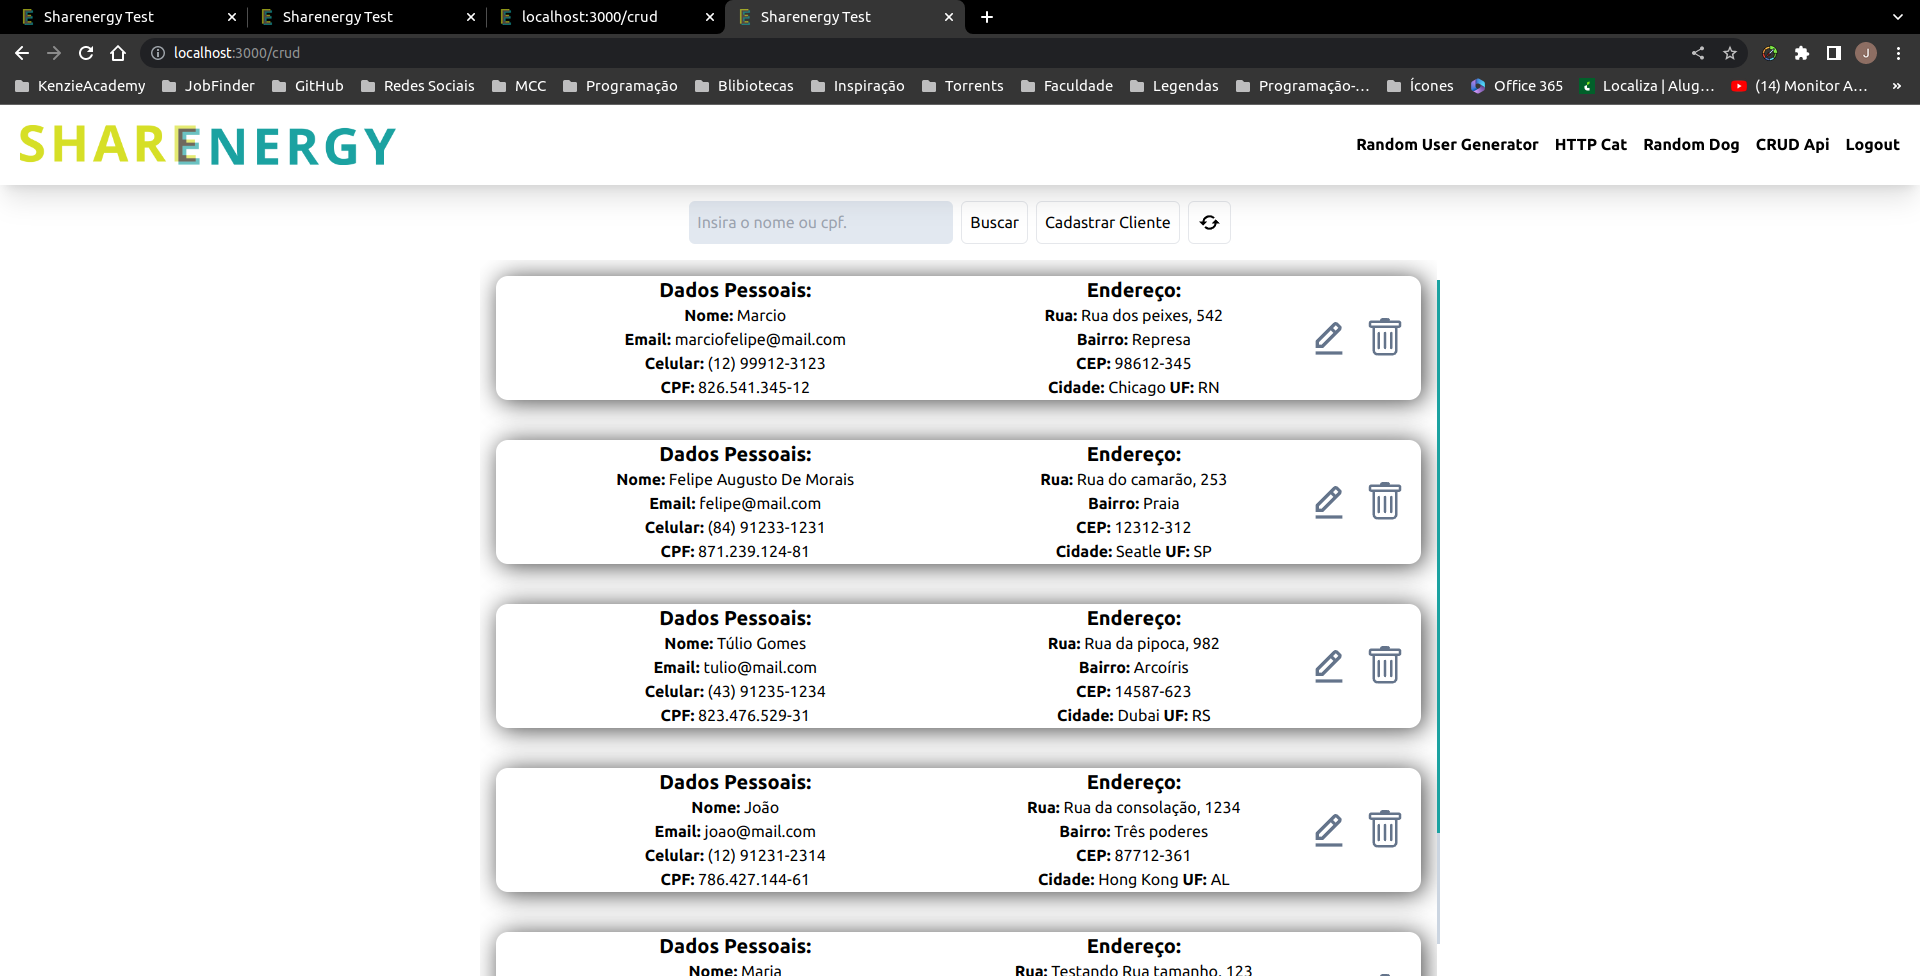 Sharenergy Test
Sharenergy Test
localhost:3000/crud
Sharenergy Test
localhost:3000/crud
J
KenzieAcademy JobFinder GitHub Redes Sociais MCC Programação Blibiotecas Inspiração Torrents Faculdade Legendas Programação-... Ícones Office 365 Localiza | Alug... (14) Monitor A... »
SHARENERGY
Random User Generator HTTP Cat Random Dog CRUD Api Logout
Insira o nome ou cpf. Buscar Cadastrar Cliente
Dados Pessoais:
Nome: Marcio
Email: marciofelipe@mail.com
Celular: (12) 99912-3123
CPF: 826.541.345-12
Endereço:
Rua: Rua dos peixes, 542
Bairro: Represa
CEP: 98612-345
Cidade: Chicago UF: RN
Dados Pessoais:
Nome: Felipe Augusto De Morais
Email: felipe@mail.com
Celular: (84) 91233-1231
CPF: 871.239.124-81
Endereço:
Rua: Rua do camarão, 253
Bairro: Praia
CEP: 12312-312
Cidade: Seatle UF: SP
Dados Pessoais:
Nome: Túlio Gomes
Email: tulio@mail.com
Celular: (43) 91235-1234
CPF: 823.476.529-31
Endereço:
Rua: Rua da pipoca, 982
Bairro: Arcoíris
CEP: 14587-623
Cidade: Dubai UF: RS
Dados Pessoais:
Nome: João
Email: joao@mail.com
Celular: (12) 91231-2314
CPF: 786.427.144-61
Endereço:
Rua: Rua da consolação, 1234
Bairro: Três poderes
CEP: 87712-361
Cidade: Hong Kong UF: AL
Dados Pessoais:
Nome: Maria
Endereço:
Rua: Testando Rua tamanho, 123